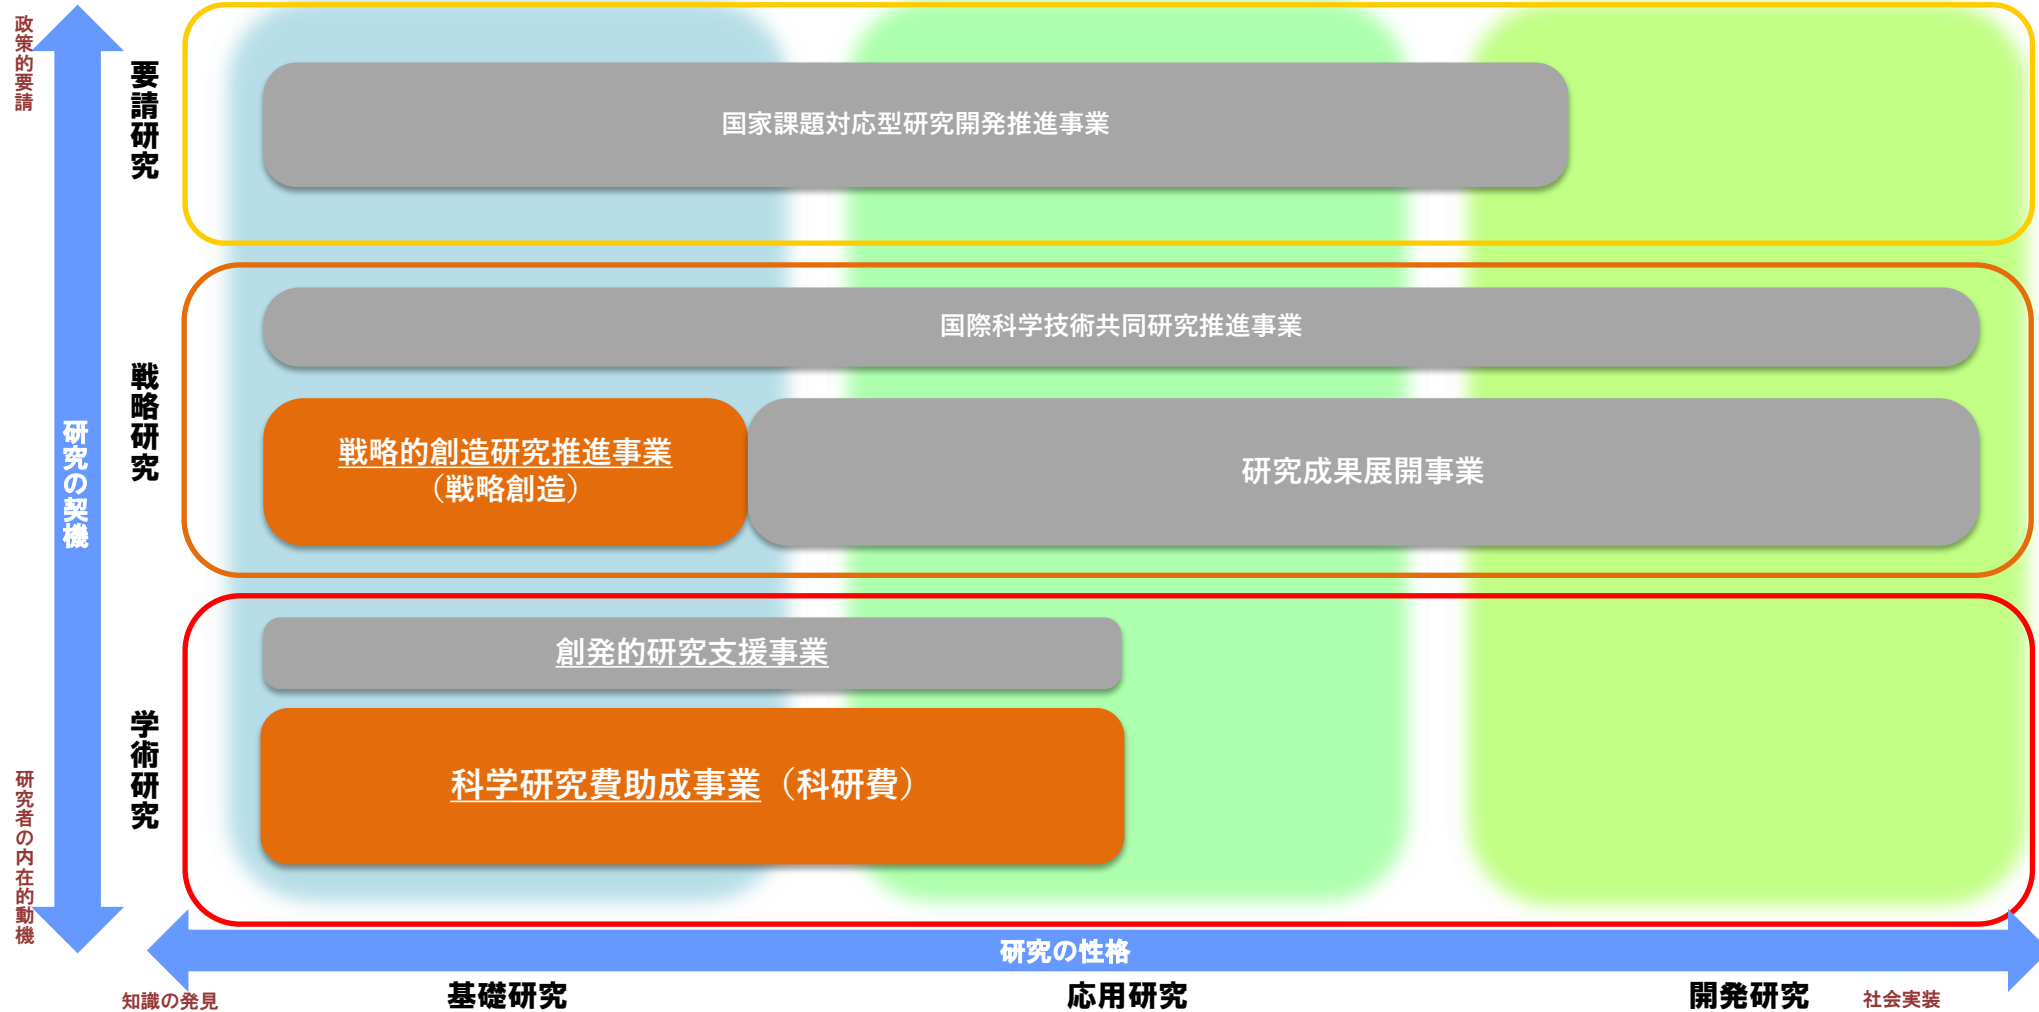 政策的要請
要請研究
国家課題対応型研究開発推進事業
国際科学技術共同研究推進事業
戦略研究
戦略的創造研究推進事業
（戦略創造）
研究成果展開事業
研究の契機
創発的研究支援事業
学術研究
科学研究費助成事業（科研費）
研究者の内在的動機
研究の性格
知識の発見
基礎研究
応用研究
開発研究
社会実装